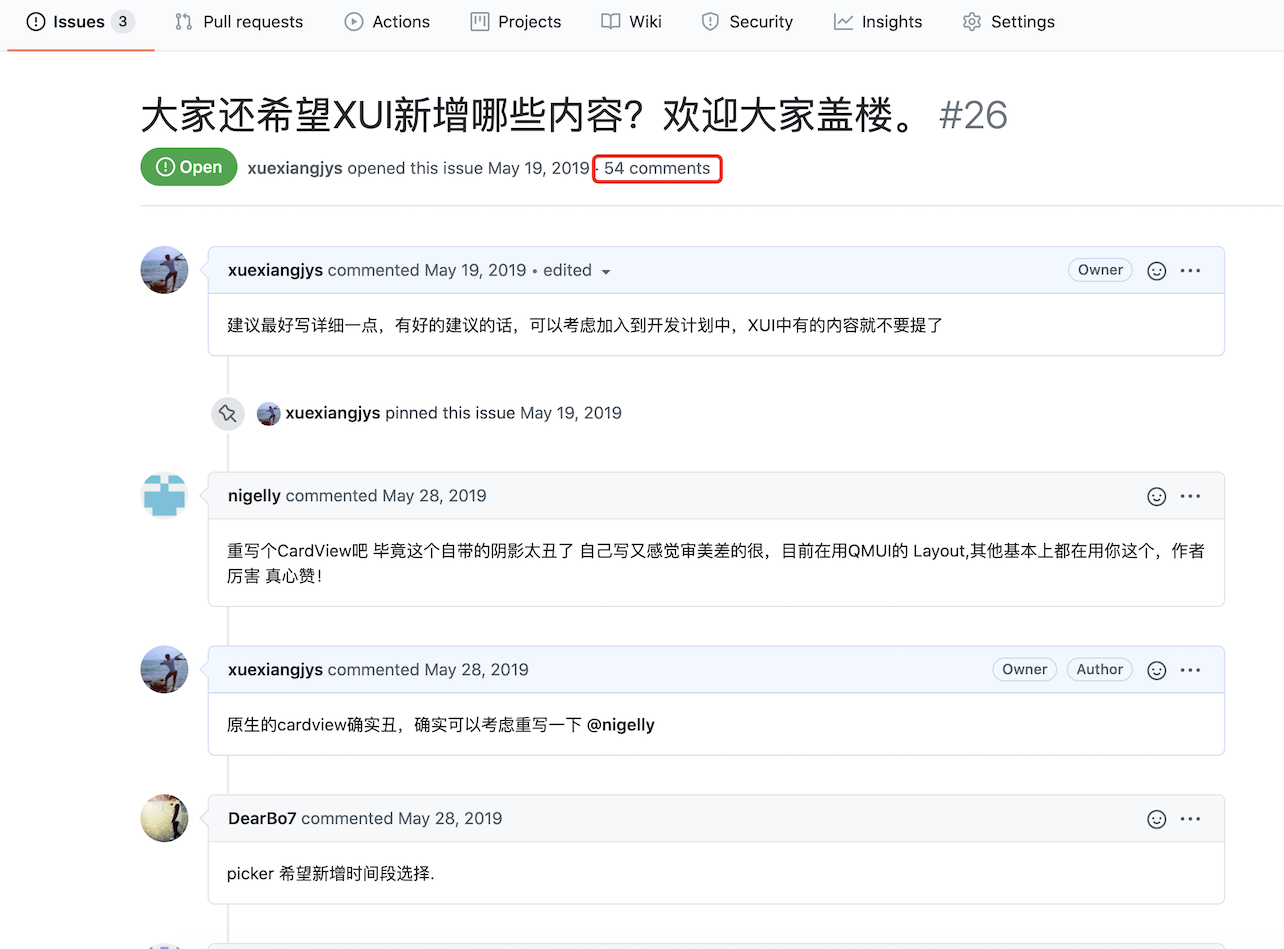 Issues 3 Pull requests Actions Projects Wiki Security Insights Settings
大家还希望XUI新增哪些内容？欢迎大家盖楼。 #26
Open xuexiangjys opened this issue May 19, 2019 · 54 comments
xuexiangjys commented May 19, 2019 • edited Owner
建议最好写详细一点，有好的建议的话，可以考虑加入到开发计划中，XUI中有的内容就不要提了
xuexiangjys pinned this issue May 19, 2019
nigelly commented May 28, 2019
重写个CardView吧 毕竟这个自带的阴影太丑了 自己写又感觉审美差的很，目前在用QMUI的 Layout,其他基本上都在用你这个，作者
厉害 真心赞！
xuexiangjys commented May 28, 2019 Owner Author
原生的cardview确实丑，确实可以考虑重写一下 @nigelly
DearBo7 commented May 28, 2019
picker 希望新增时间段选择.